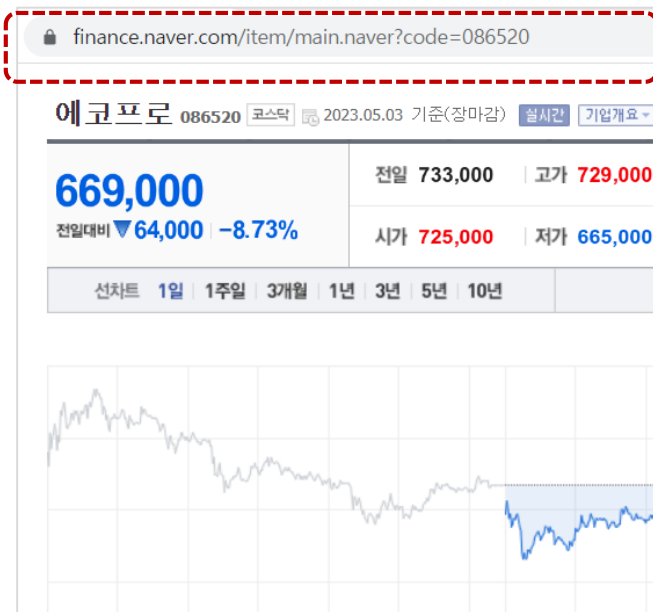 finance.naver.com/item/main.naver?code=086520
에코프로 086520 코스닥 2023.05.03 기준(장마감) 실시간 기업개요
669,000
전일대비 ▼ 64,000 -8.73%
전일 733,000 고가 729,000
시가 725,000 저가 665,000
선차트 1일 1주일 3개월 1년 3년 5년 10년